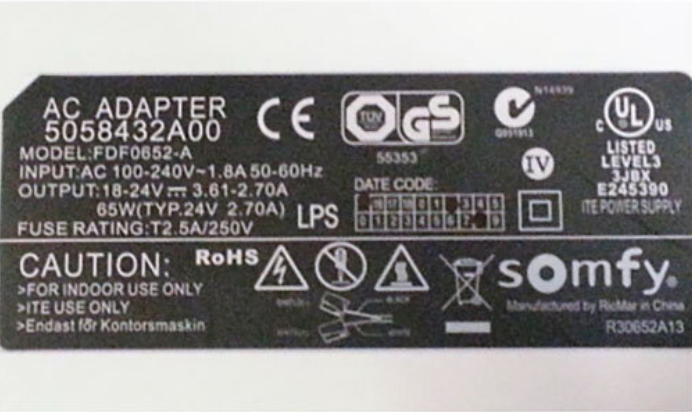 AC ADAPTER
5058432A00
MODEL:FDF0652-A
INPUT:AC 100-240V~1.8A 50-60Hz
OUTPUT:18-24V⎓3.61-2.70A
65W(TYP.24V 2.70A)
FUSE RATING:T2.5A/250V
LPS
CE
TÜV
GS
55353
DATE CODE:
N14939
IV
C UL US
LISTED
LEVEL3
3JBX
E245390
ITE POWER SUPPLY
CAUTION:
>FOR INDOOR USE ONLY
>ITE USE ONLY
>Endast för Kontorsmaskin
RoHS
somfy.
Manufactured by RicMar in China
R30652A13